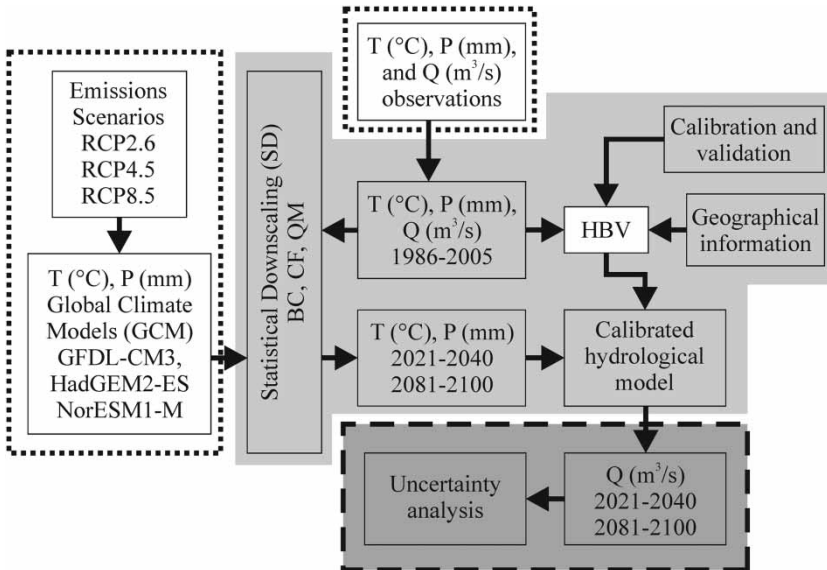 Emissions
Scenarios
RCP2.6
RCP4.5
RCP8.5
T (°C), P (mm)
Global Climate
Models (GCM)
GFDL-CM3,
HadGEM2-ES
NorESM1-M
Statistical Downscaling (SD)
BC, CF, QM
T (°C), P (mm),
and Q (m³/s)
observations
T (°C), P (mm),
Q (m³/s)
1986-2005
T (°C), P (mm)
2021-2040
2081-2100
Calibration and
validation
HBV
Geographical
information
Calibrated
hydrological
model
Q (m³/s)
2021-2040
2081-2100
Uncertainty
analysis